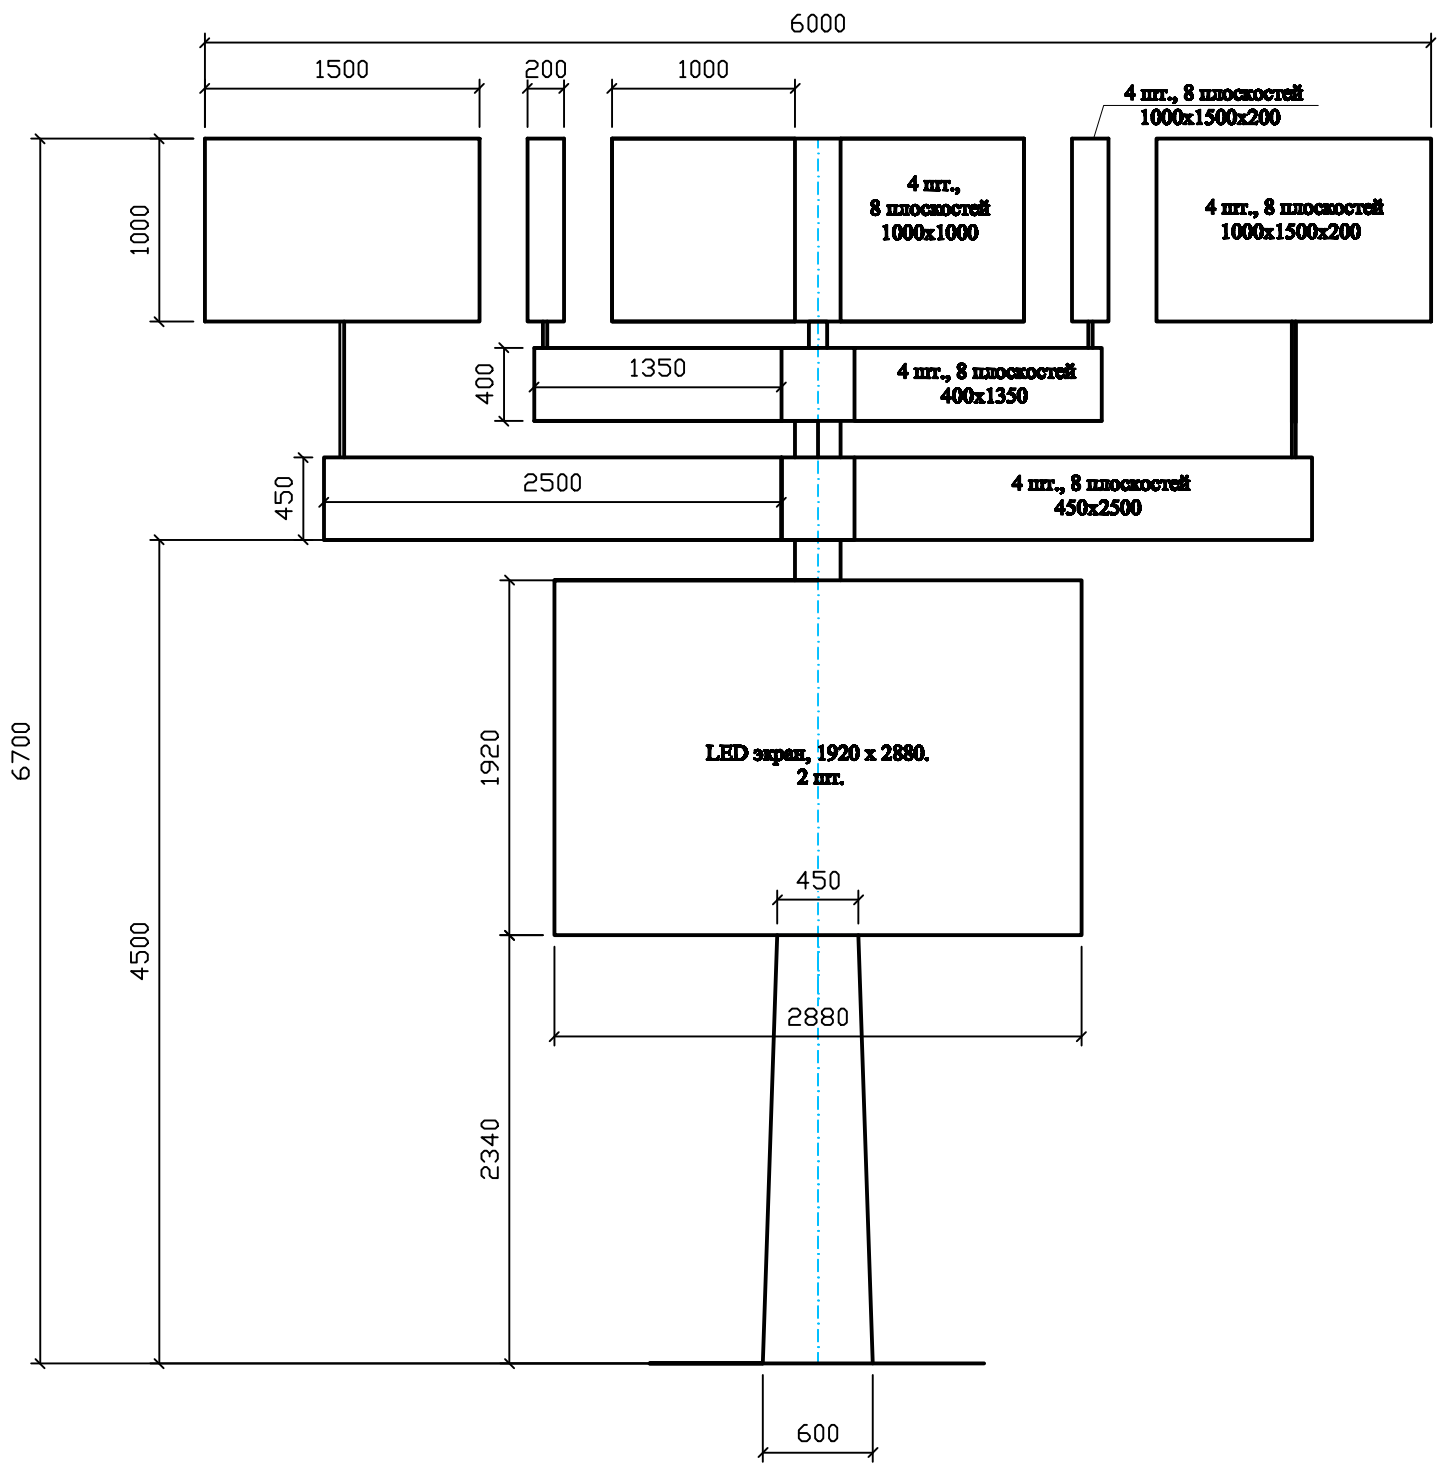 6000
1500
200
1000
4 шт., 8 плоскостей
1000x1500x200
1000
4 шт.,
8 плоскостей
1000x1000
4 шт., 8 плоскостей
1000x1500x200
400
1350
4 шт., 8 плоскостей
400x1350
450
2500
4 шт., 8 плоскостей
450x2500
6700
1920
LED экран, 1920 x 2880.
2 шт.
450
4500
2880
2340
600